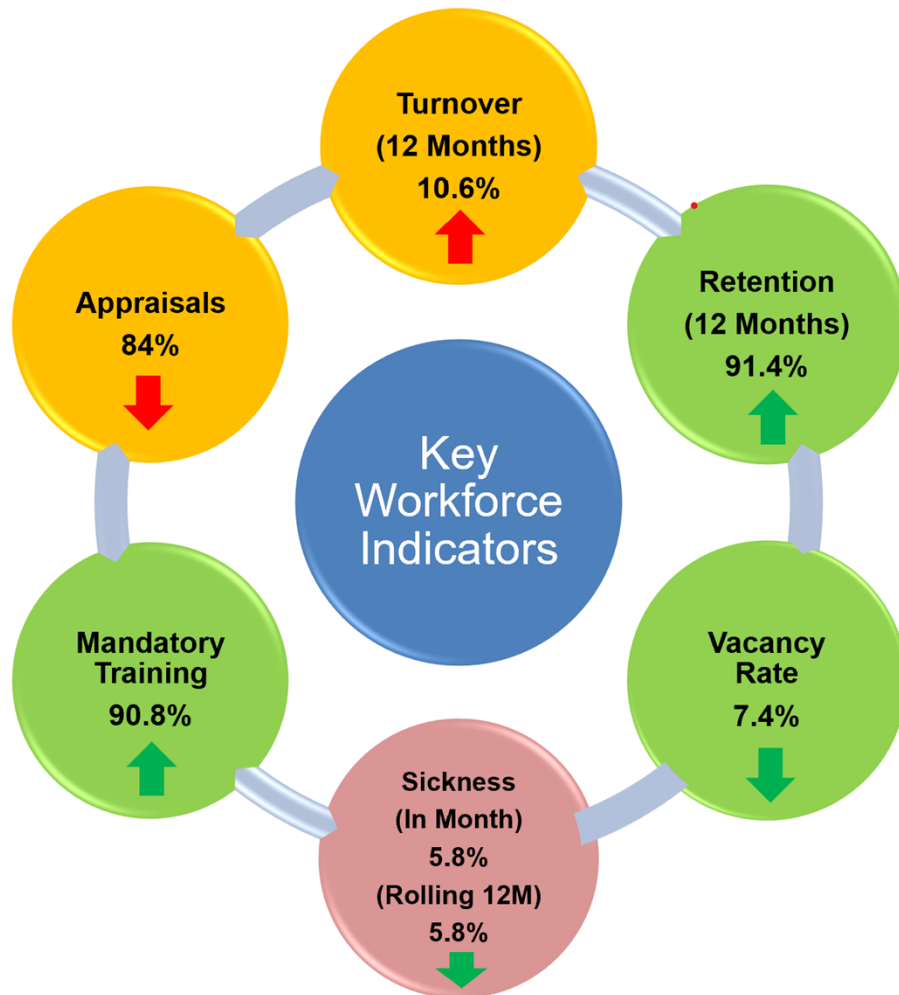 Turnover
(12 Months)
10.6%
Retention
(12 Months)
91.4%
Appraisals
84%
Key
Workforce
Indicators
Mandatory
Training
90.8%
Vacancy
Rate
7.4%
Sickness
(In Month)
5.8%
(Rolling 12M)
5.8%